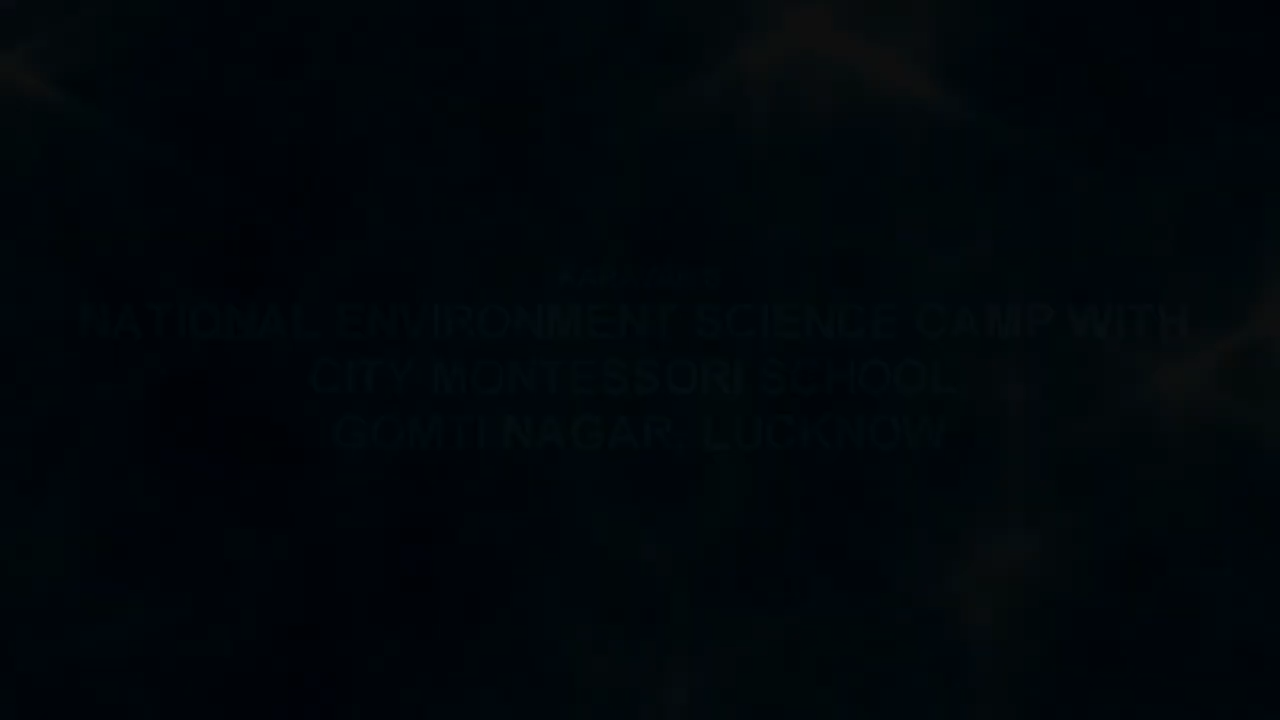 NATIONAL ENVIRONMENT SCIENCE CAMP WITH
CITY MONTESSORI SCHOOL,
GOMTI NAGAR, LUCKNOW